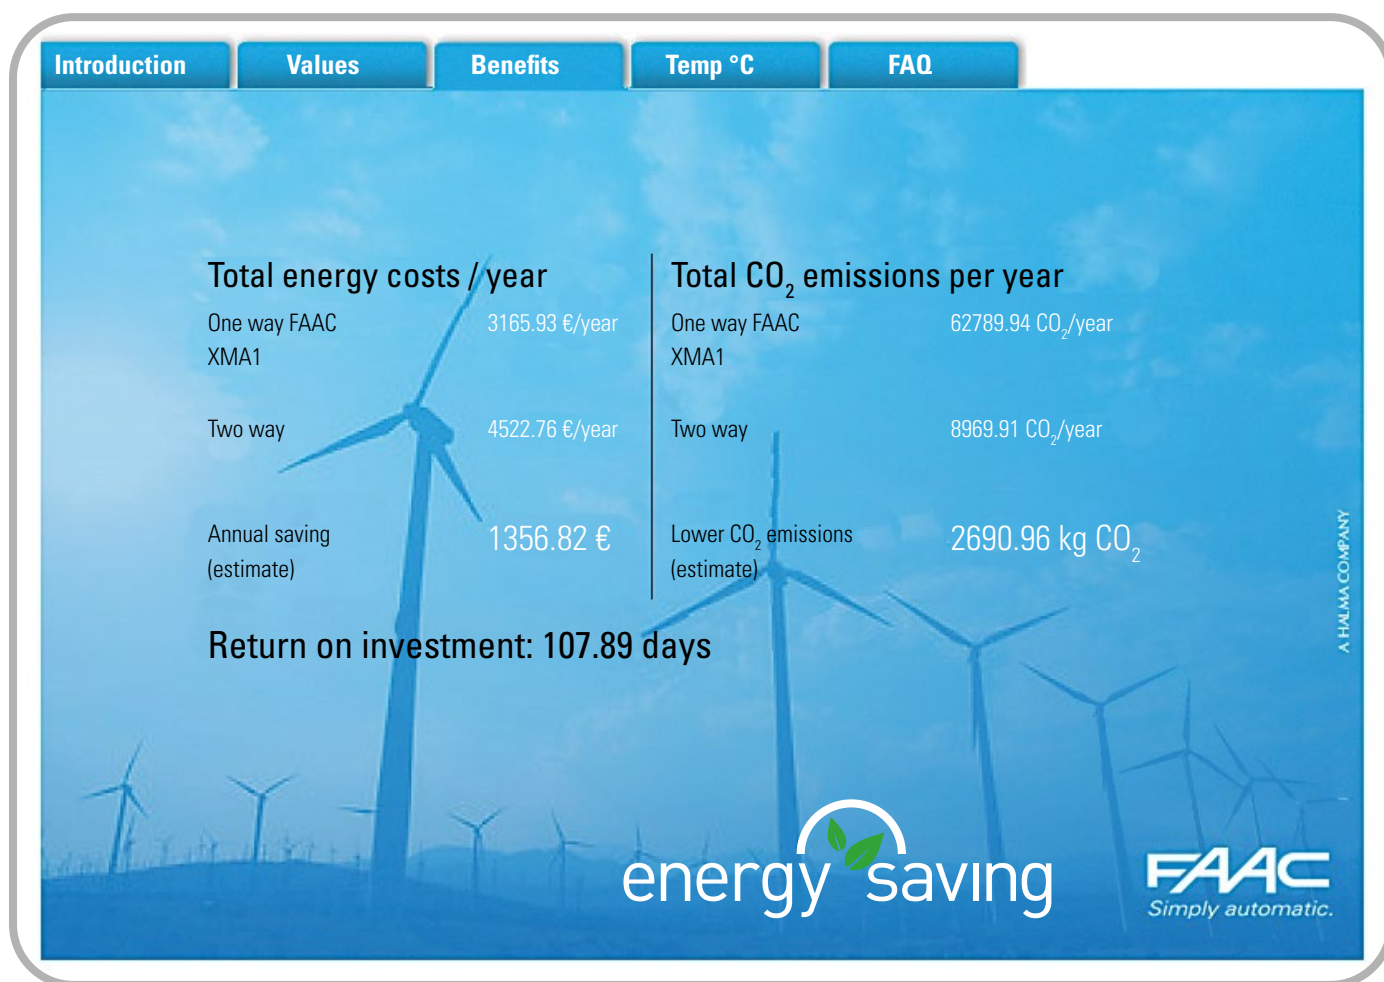 Introduction Values Benefits Temp °C FAQ
Total energy costs / year
One way FAAC 3165.93 €/year
XMA1
Two way 4522.76 €/year
Annual saving 1356.82 €
(estimate)
Total CO₂ emissions per year
One way FAAC 62789.94 CO₂/year
XMA1
Two way 8969.91 CO₂/year
Lower CO₂ emissions 2690.96 kg CO₂
(estimate)
Return on investment: 107.89 days
A HALMA COMPANY
energy saving
FAAC
Simply automatic.